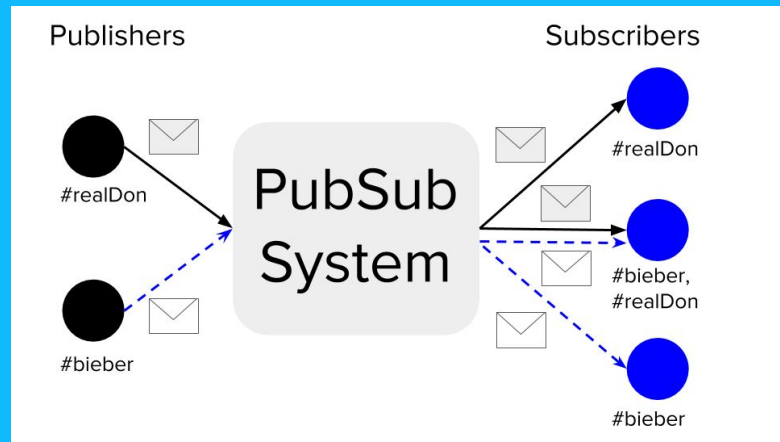 Publishers
Subscribers
#realDon
PubSub
System
#realDon
#bieber,
#realDon
#bieber
#bieber